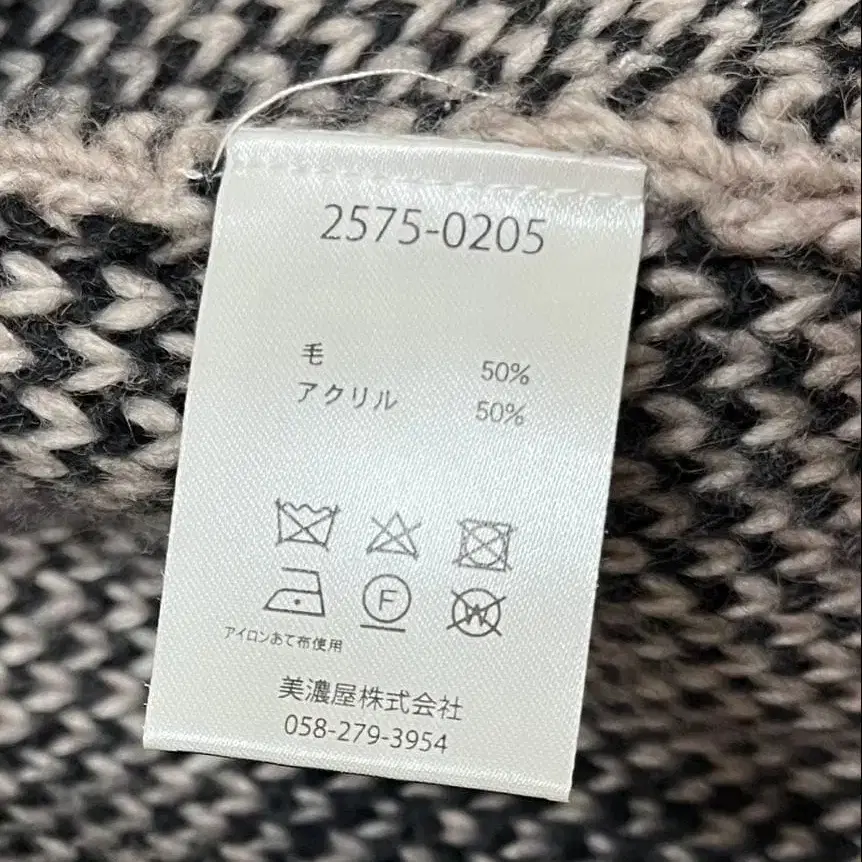 2575-0205
毛 50%
アクリル 50%
F W
アイロンあて布使用
美濃屋株式会社
058-279-3954